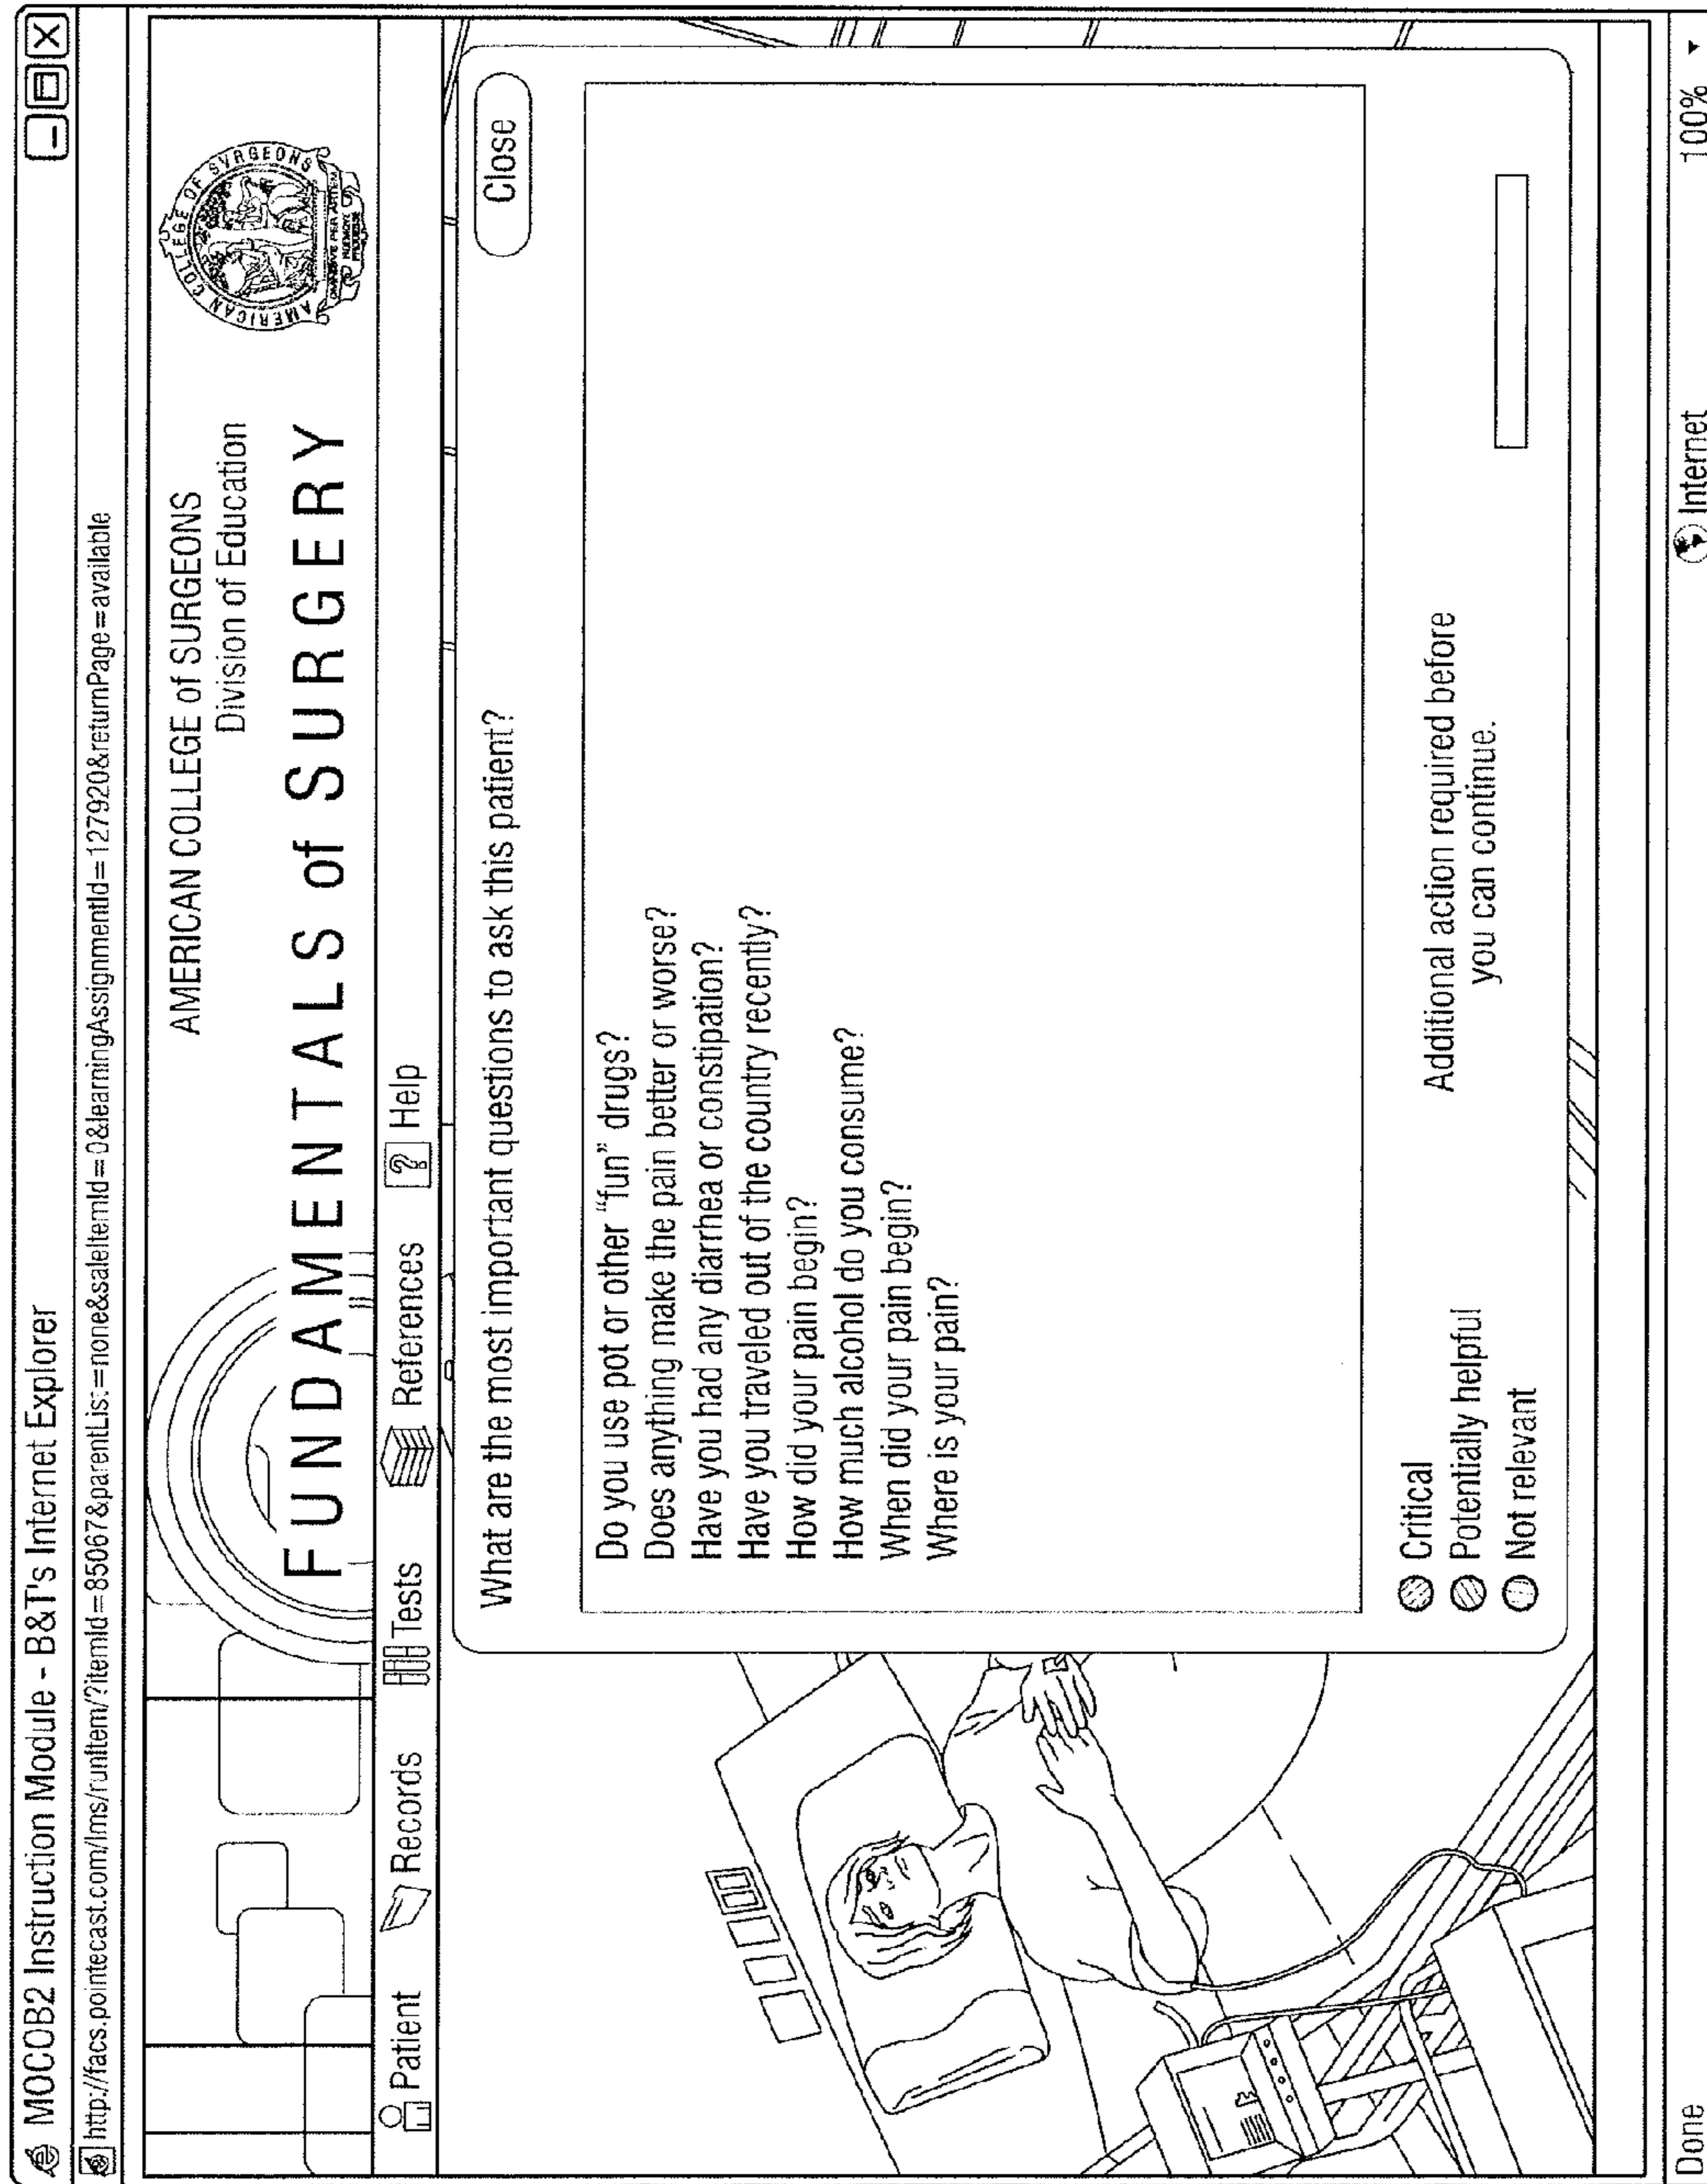 MOCOB2 Instruction Module - B&T's Internet Explorer
http://facs.pointecast.com/lms/runItem/?itemId=85067&parentList=none&saleItemId=0&learningAssignmentId=127920&returnPage=available
AMERICAN COLLEGE of SURGEONS
Division of Education
FUNDAMENTALS of SURGERY
AMERICAN COLLEGE OF SVRGEONS
Patient Records Tests References ? Help
What are the most important questions to ask this patient?
Close
Do you use pot or other "fun" drugs?
Does anything make the pain better or worse?
Have you had any diarrhea or constipation?
Have you traveled out of the country recently?
How did your pain begin?
How much alcohol do you consume?
When did your pain begin?
Where is your pain?
Critical
Potentially helpful
Not relevant
Additional action required before
you can continue.
Done
Internet
100%